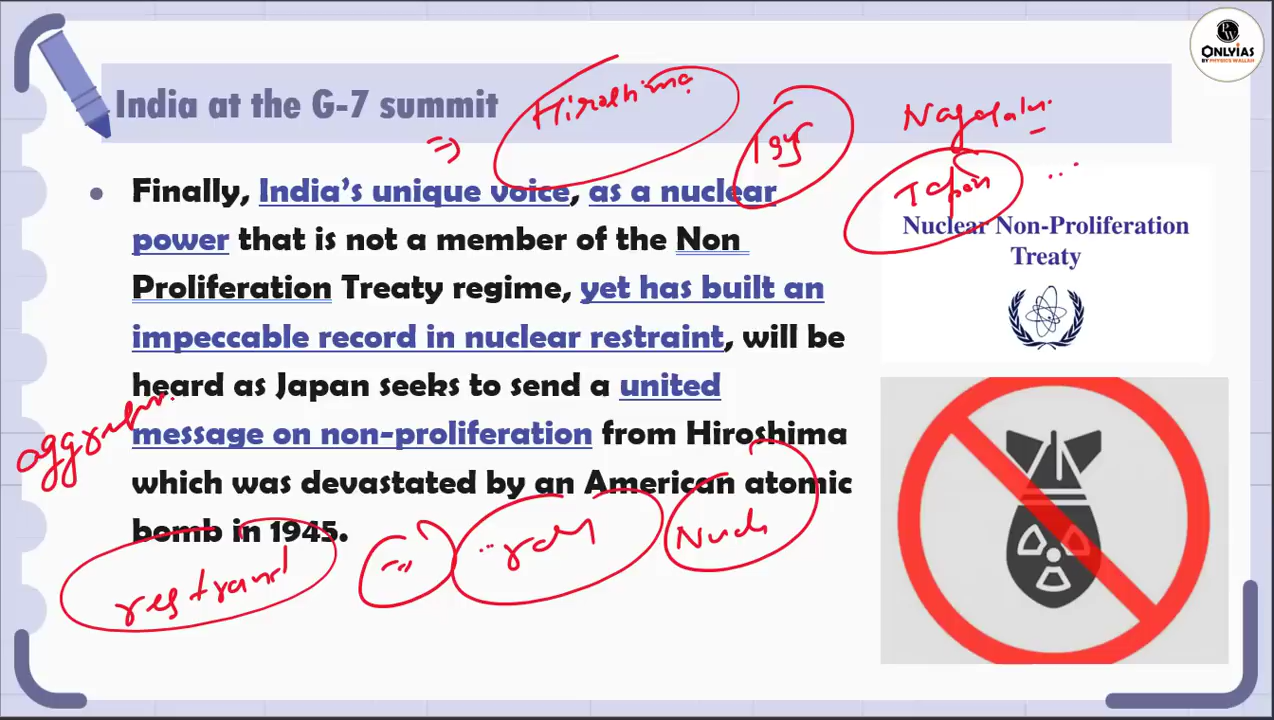 ONLYIAS
BY PHYSICS WALLAH
India at the G-7 summit
Hiroshima
Japan
Finally, India's unique voice, as a nuclear
power that is not a member of the Non
Proliferation Treaty regime, yet has built an
impeccable record in nuclear restraint, will be
heard as Japan seeks to send a united
message on non-proliferation from Hiroshima
which was devastated by an American atomic
bomb in 1945.
Nuclear Non-Proliferation
Treaty